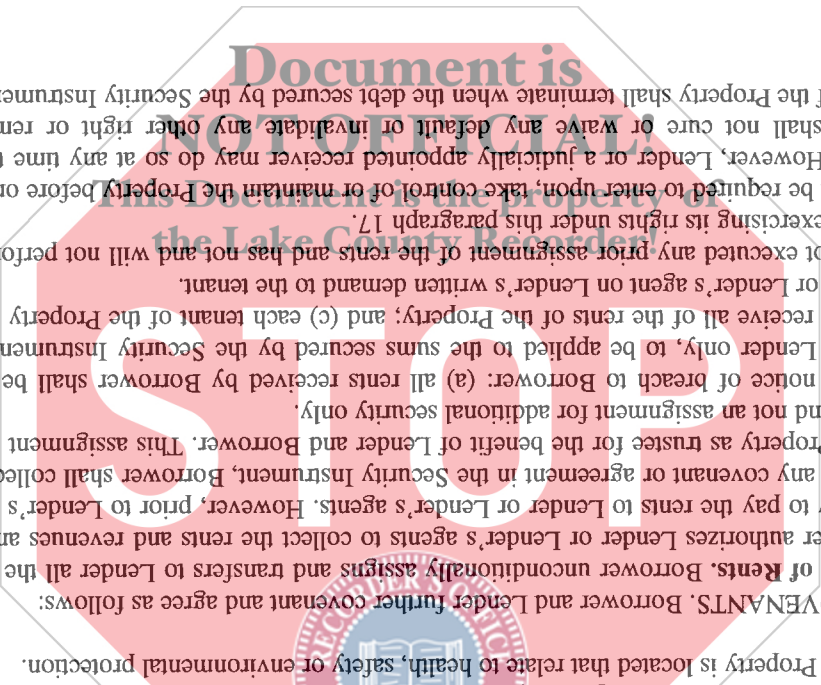 Property is located that relate to health, safety or environmental protection.
VENANTS. Borrower and Lender further covenant and agree as follows:
of Rents. Borrower unconditionally assigns and transfers to Lender all the
er authorizes Lender or Lender's agents to collect the rents and revenues an
y to pay the rents to Lender or Lender's agents. However, prior to Lender's
any covenant or agreement in the Security Instrument, Borrower shall collec
Property as trustee for the benefit of Lender and Borrower. This assignment
nd not an assignment for additional security only.
notice of breach to Borrower: (a) all rents received by Borrower shall be
Lender only, to be applied to the sums secured by the Security Instrumen
receive all of the rents of the Property; and (c) each tenant of the Property
or Lender's agent on Lender's written demand to the tenant.
ot executed any prior assignment of the rents and has not and will not perfor
exercising its rights under this paragraph 17.
be required to enter upon, take control of or maintain the Property before or
However, Lender or a judicially appointed receiver may do so at any time t
shall not cure or waive any default or invalidate any other right or rem
f the Property shall terminate when the debt secured by the Security Instrum
Document is
NOT OFFICIAL!
This Document is the property of
the Lake County Recorder!
STOP
RECORDER'S OFFICE